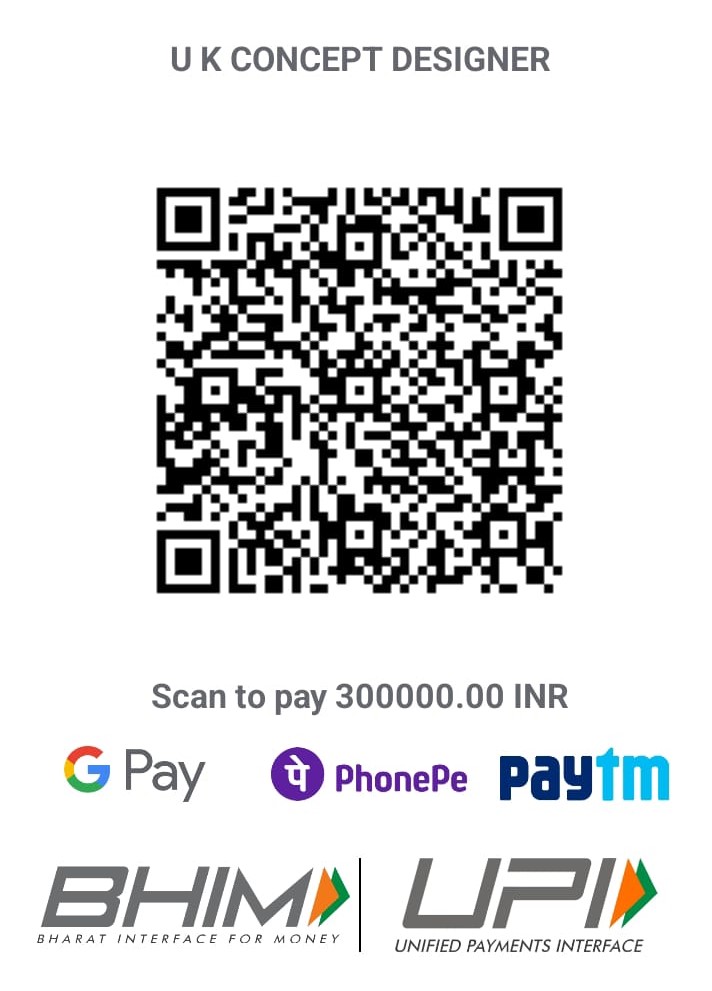 U K CONCEPT DESIGNER
Scan to pay 300000.00 INR
G Pay
पे PhonePe
paytm
BHIM
BHARAT INTERFACE FOR MONEY
UPI
UNIFIED PAYMENTS INTERFACE